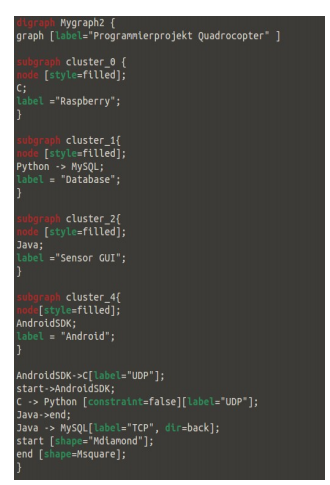 digraph Mygraph2 {
graph [label="Programmierprojekt Quadrocopter" ]
subgraph cluster_0 {
node [style=filled];
C;
label ="Raspberry";
}
subgraph cluster_1{
node [style=filled];
Python -> MySQL;
label = "Database";
}
subgraph cluster_2{
node [style=filled];
Java;
label ="Sensor GUI";
}
subgraph cluster_4{
node[style=filled];
AndroidSDK;
label = "Android";
}
AndroidSDK->C[label="UDP"];
start->AndroidSDK;
C -> Python [constraint=false][label="UDP"];
Java->end;
Java -> MySQL[label="TCP", dir=back];
start [shape="Mdiamond"];
end [shape=Msquare];
}